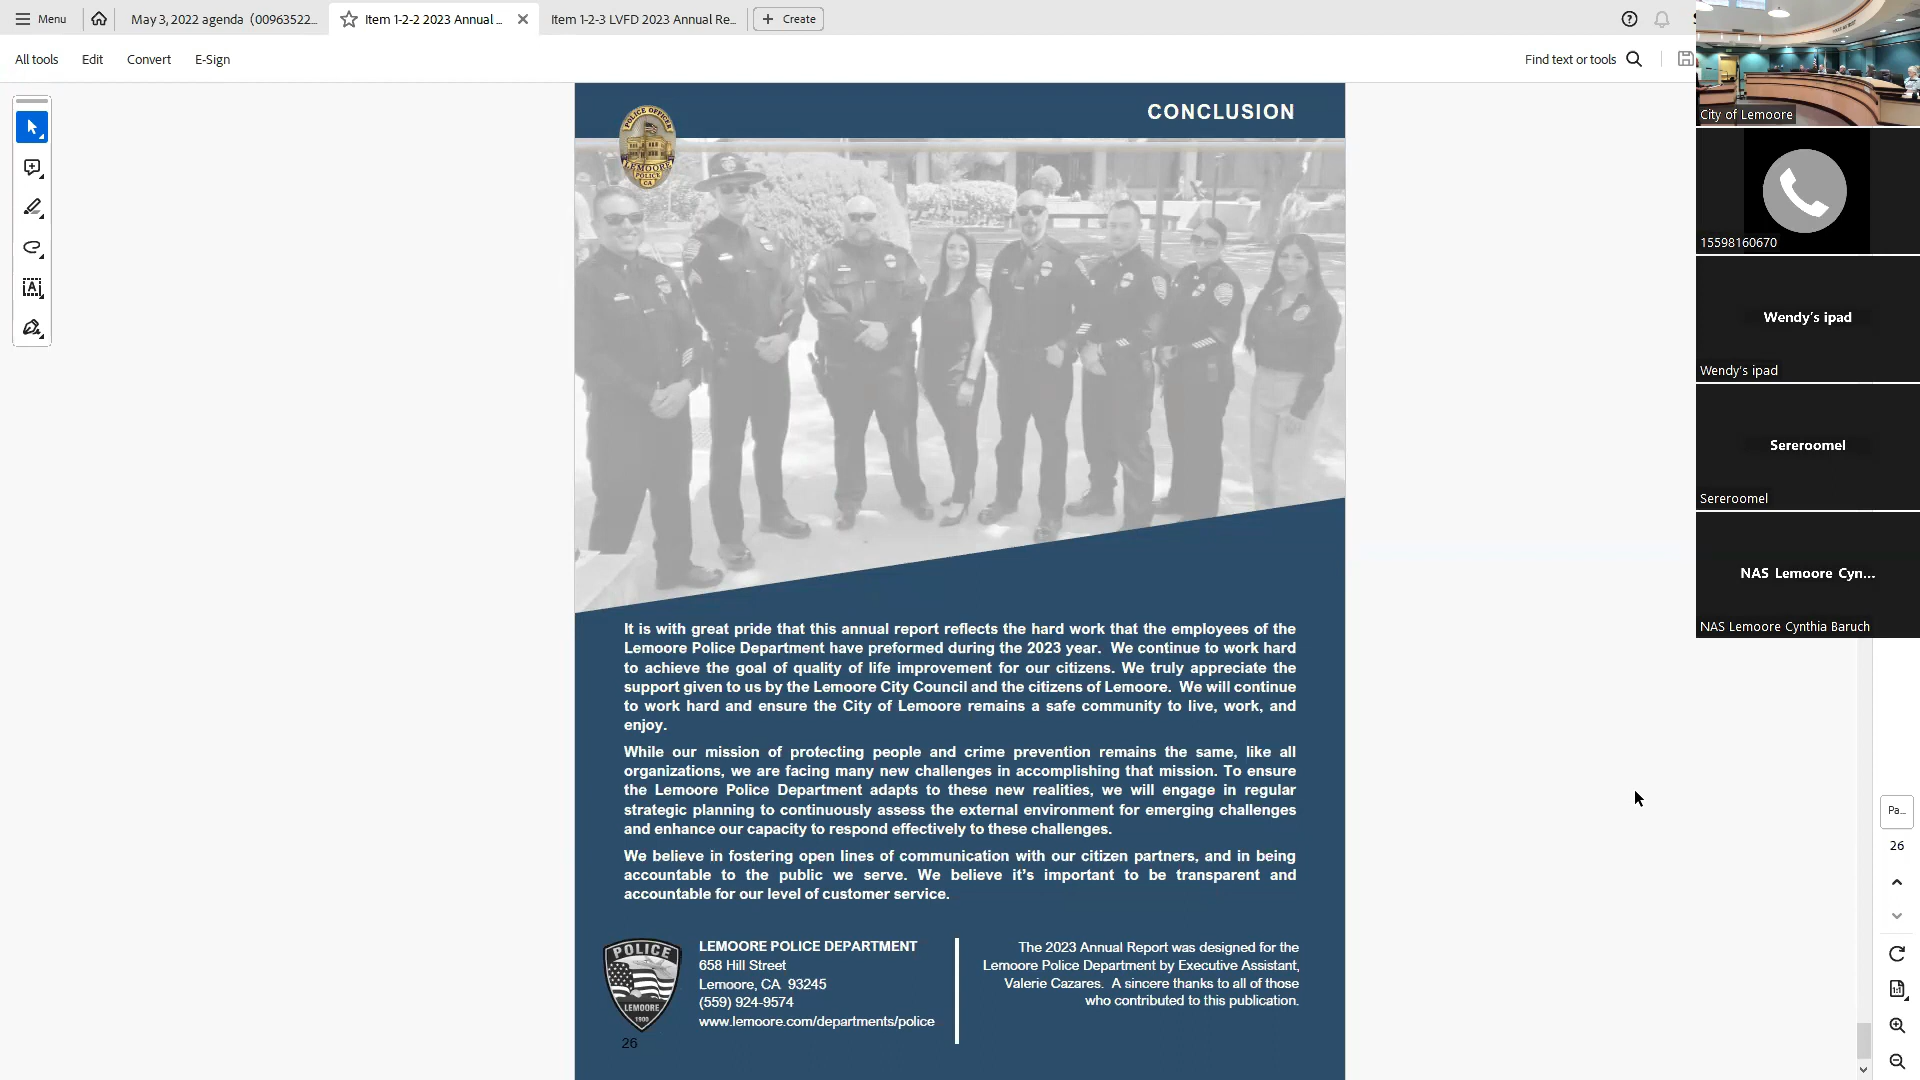 Menu
May 3, 2022 agenda (00963522...
Item 1-2-2 2023 Annual ...
Item 1-2-3 LVFD 2023 Annual Re...
Create
All tools
Edit
Convert
E-Sign
Find text or tools
CONCLUSION
POLICE OFFICER
LEMOORE
POLICE
CA
It is with great pride that this annual report reflects the hard work that the employees of the
Lemoore Police Department have preformed during the 2023 year. We continue to work hard
to achieve the goal of quality of life improvement for our citizens. We truly appreciate the
support given to us by the Lemoore City Council and the citizens of Lemoore. We will continue
to work hard and ensure the City of Lemoore remains a safe community to live, work, and
enjoy.
While our mission of protecting people and crime prevention remains the same, like all
organizations, we are facing many new challenges in accomplishing that mission. To ensure
the Lemoore Police Department adapts to these new realities, we will engage in regular
strategic planning to continuously assess the external environment for emerging challenges
and enhance our capacity to respond effectively to these challenges.
We believe in fostering open lines of communication with our citizen partners, and in being
accountable to the public we serve. We believe it's important to be transparent and
accountable for our level of customer service.
POLICE
LEMOORE
1900
LEMOORE POLICE DEPARTMENT
658 Hill Street
Lemoore, CA 93245
(559) 924-9574
www.lemoore.com/departments/police
26
The 2023 Annual Report was designed for the
Lemoore Police Department by Executive Assistant,
Valerie Cazares. A sincere thanks to all of those
who contributed to this publication.
City of Lemoore
15598160670
Wendy's ipad
Wendy's ipad
Sereroomel
Sereroomel
NAS Lemoore Cyn...
NAS Lemoore Cynthia Baruch
Pa...
26